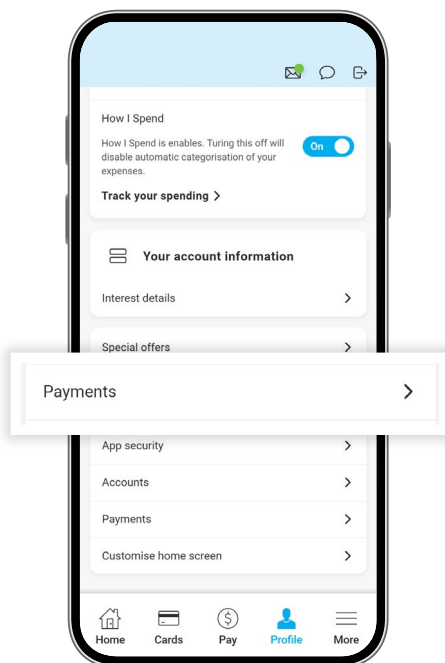 How I Spend
How I Spend is enables. Turing this off will
disable automatic categorisation of your
expenses.
On
Track your spending >
Your account information
Interest details
Special offers
Payments
App security
Accounts
Payments
Customise home screen
Home Cards Pay Profile More